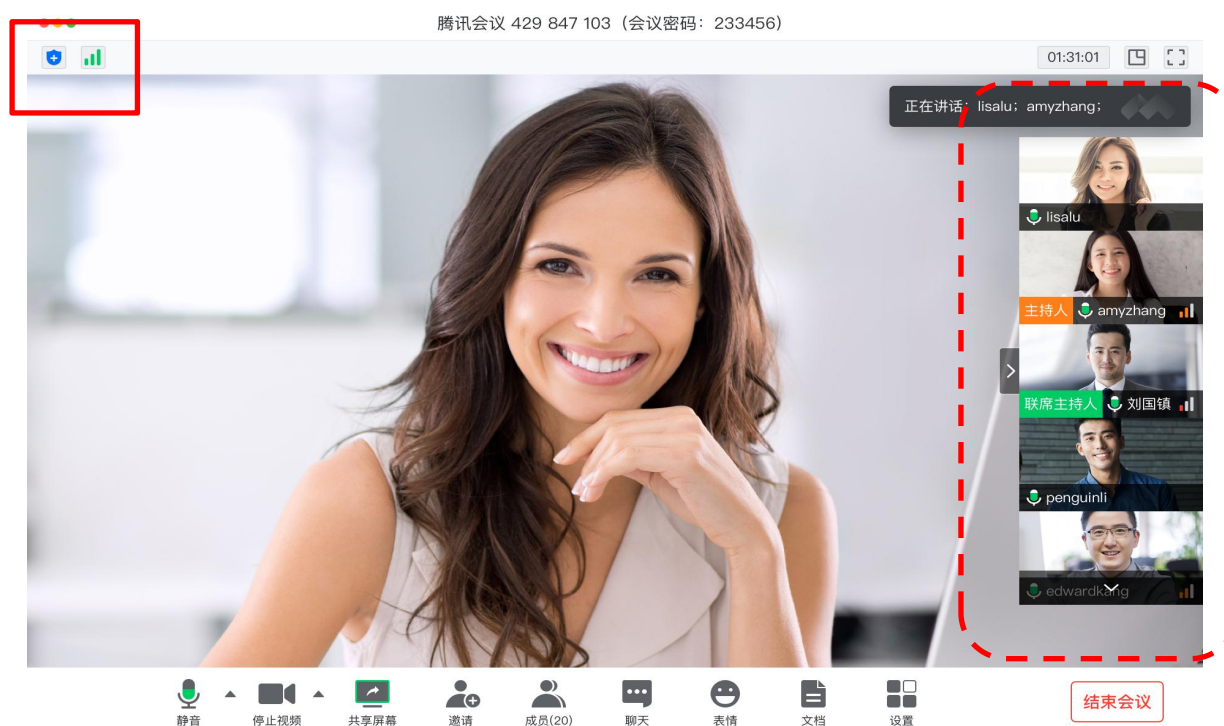 腾讯会议 429 847 103（会议密码：233456）
01:31:01
正在讲话：lisalu；amyzhang；
lisalu
主持人 amyzhang
联席主持人 刘国镇
penguinli
edwardkang
静音 停止视频 共享屏幕 邀请 成员(20) 聊天 表情 文档 设置 结束会议